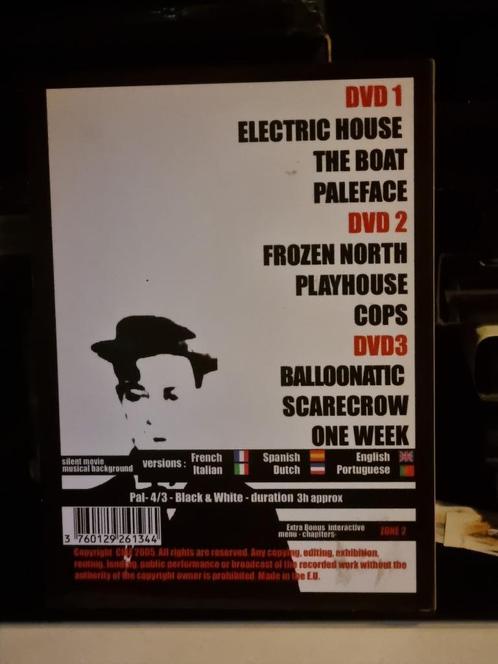 DVD 1
ELECTRIC HOUSE
THE BOAT
PALEFACE
DVD 2
FROZEN NORTH
PLAYHOUSE
COPS
DVD3
BALLOONATIC
SCARECROW
ONE WEEK
silent movie
musical background
versions :
French Spanish English
Italian Dutch Portuguese
Pal- 4/3 - Black & White - duration 3h approx
3 760129 261344
Extra Bonus interactive
menu - chapters-
ZONE 2
Copyright 2005. All rights are reserved. Any copying, editing, exhibition,
renting, lending, public performance or broadcast of the recorded work without the
authority of the copyright owner is prohibited. Made in the E.U.